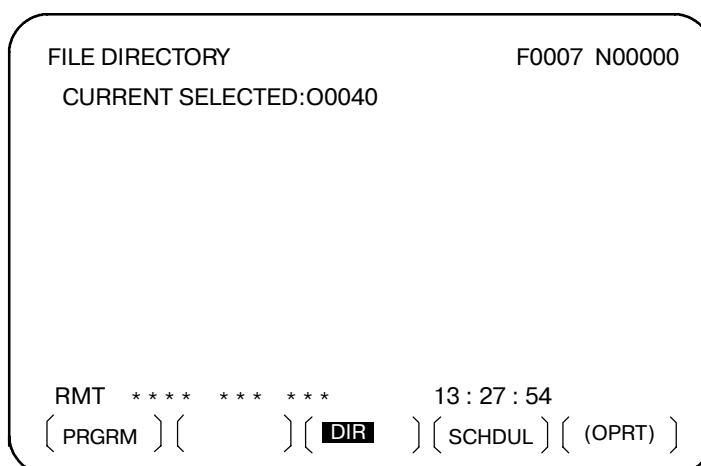 FILE DIRECTORY F0007 N00000
CURRENT SELECTED:O0040
RMT **** *** *** 13 : 27 : 54
[ PRGRM ] [ ] [ DIR ] [ SCHDUL ] [ (OPRT) ]